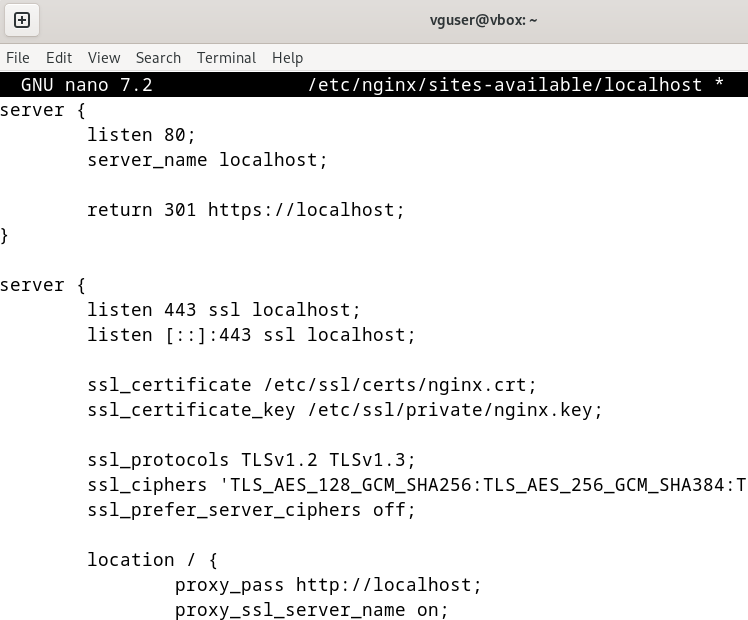 vguser@vbox: ~
File Edit View Search Terminal Help
GNU nano 7.2 /etc/nginx/sites-available/localhost *
server {
listen 80;
server_name localhost;
return 301 https://localhost;
}
server {
listen 443 ssl localhost;
listen [::]:443 ssl localhost;
ssl_certificate /etc/ssl/certs/nginx.crt;
ssl_certificate_key /etc/ssl/private/nginx.key;
ssl_protocols TLSv1.2 TLSv1.3;
ssl_ciphers 'TLS_AES_128_GCM_SHA256:TLS_AES_256_GCM_SHA384:T
ssl_prefer_server_ciphers off;
location / {
proxy_pass http://localhost;
proxy_ssl_server_name on;